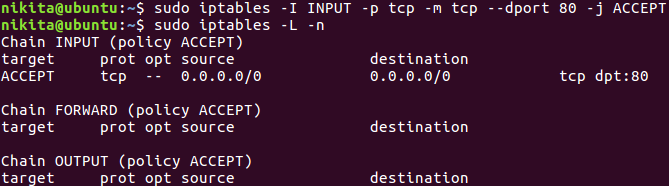 nikita@ubuntu:~$ sudo iptables -I INPUT -p tcp -m tcp --dport 80 -j ACCEPT
nikita@ubuntu:~$ sudo iptables -L -n
Chain INPUT (policy ACCEPT)
target     prot opt source               destination
ACCEPT     tcp  --  0.0.0.0/0            0.0.0.0/0            tcp dpt:80

Chain FORWARD (policy ACCEPT)
target     prot opt source               destination

Chain OUTPUT (policy ACCEPT)
target     prot opt source               destination